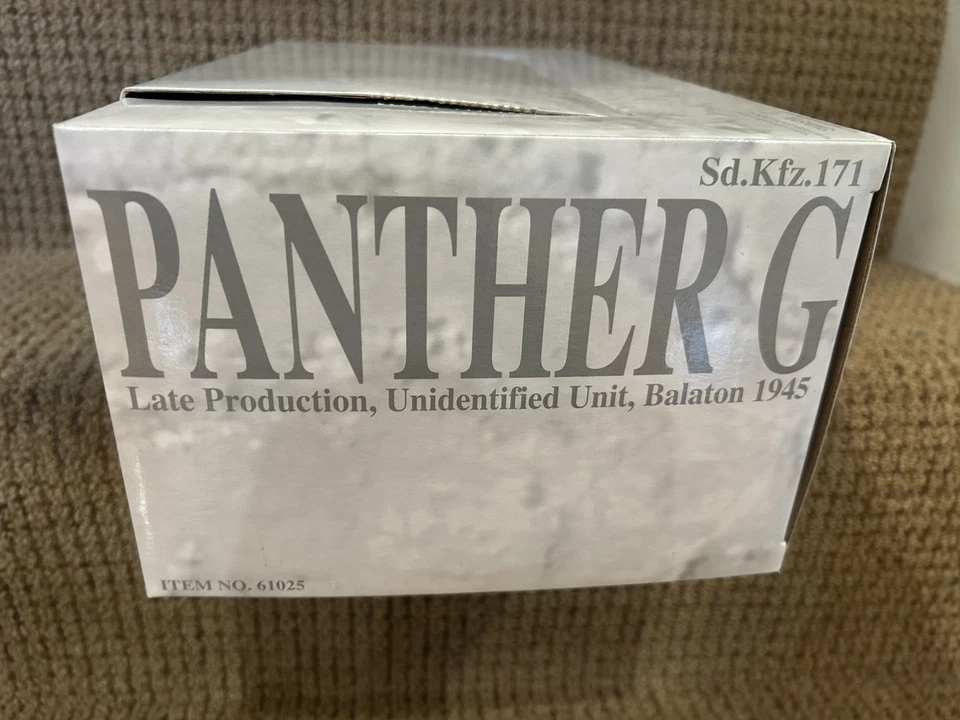 Sd.Kfz.171
PANTHER G
Late Production, Unidentified Unit, Balaton 1945
ITEM NO. 61025